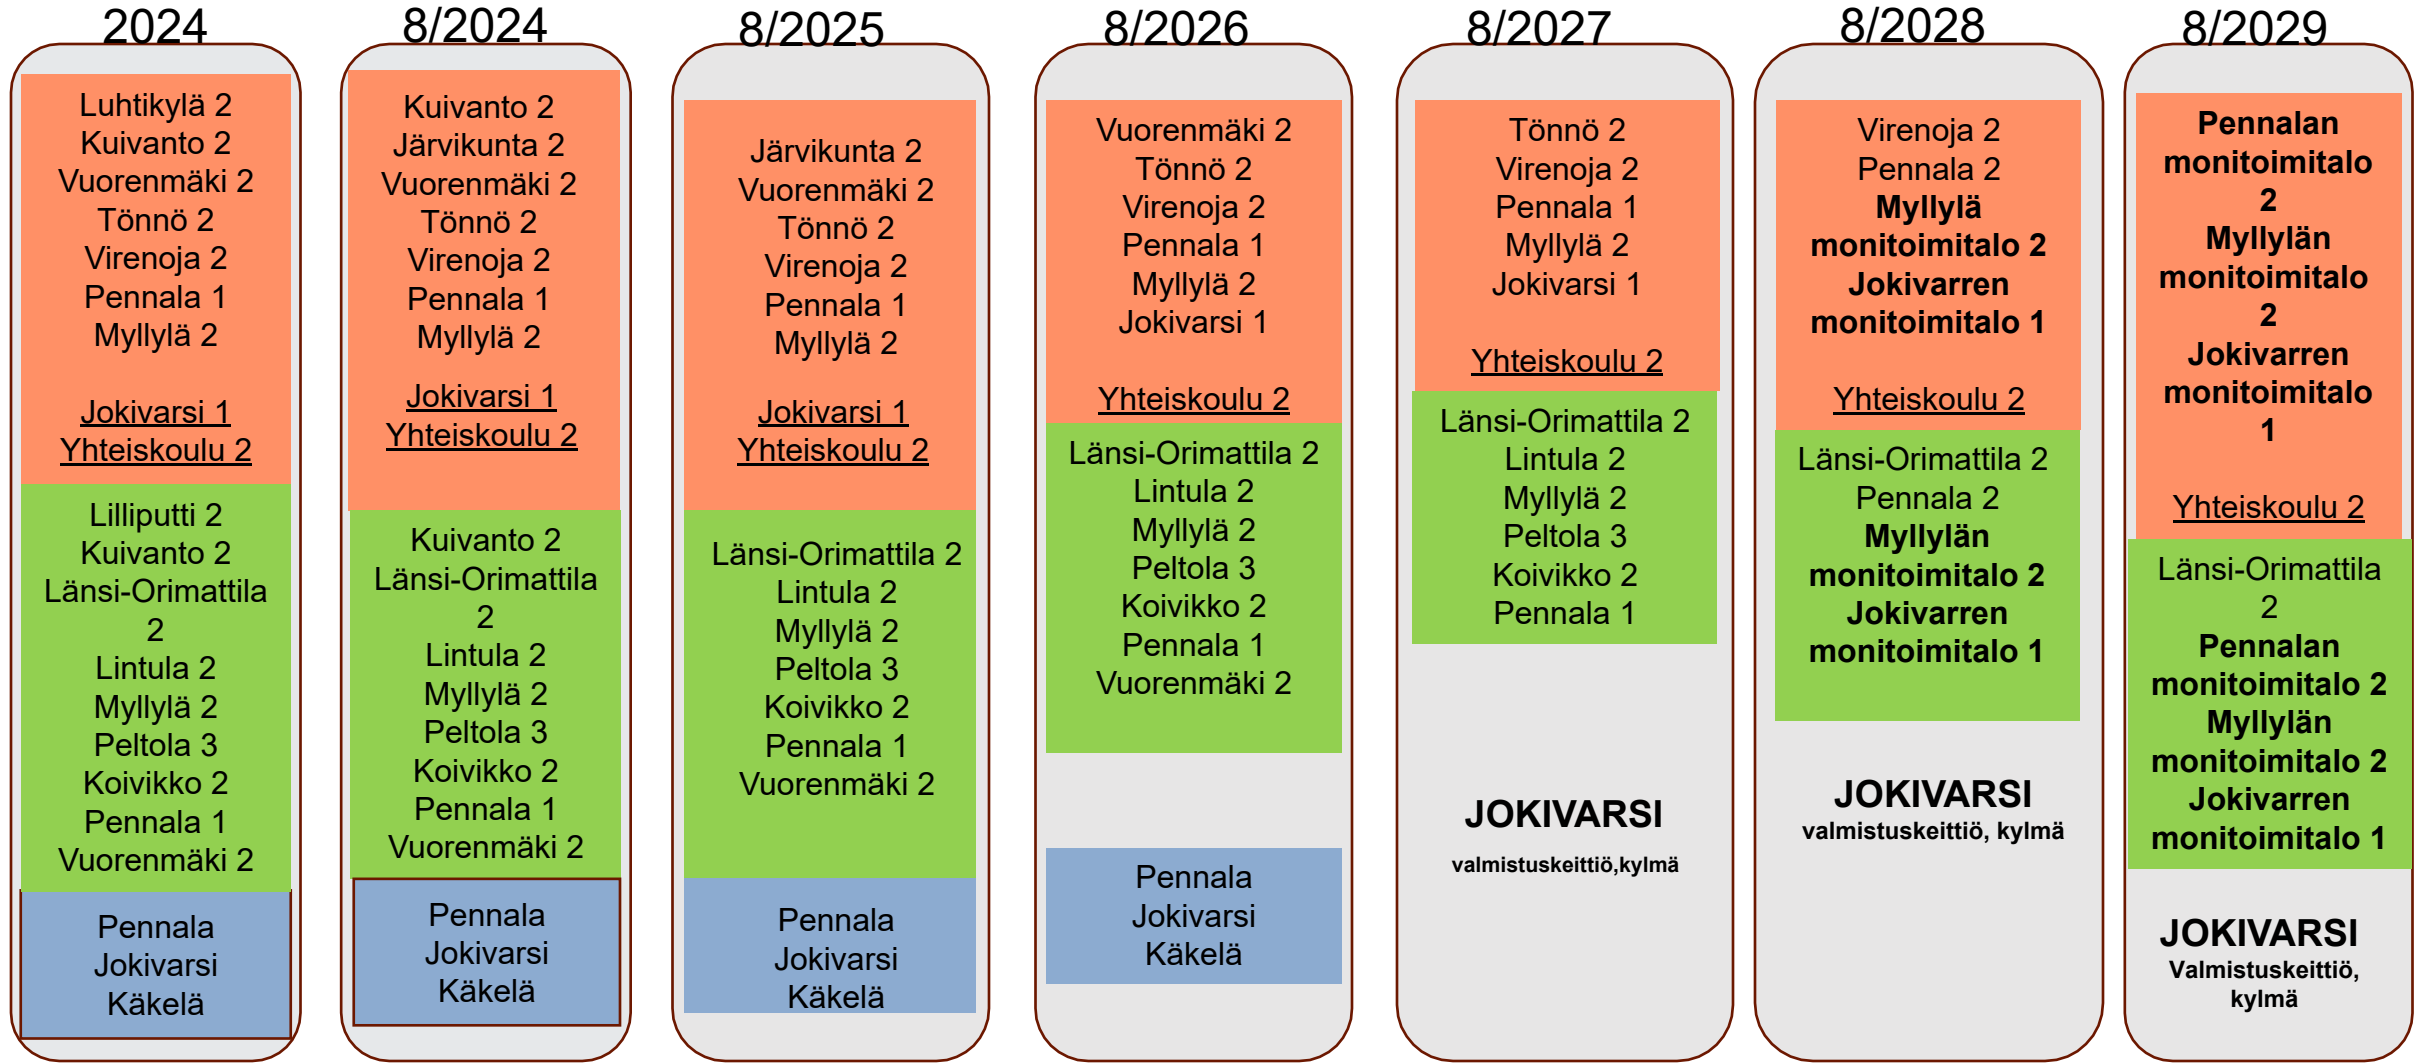 2024
Luhtikylä 2
Kuivanto 2
Vuorenmäki 2
Tönnö 2
Virenoja 2
Pennala 1
Myllylä 2
Jokivarsi 1
Yhteiskoulu 2
Lilliputti 2
Kuivanto 2
Länsi-Orimattila
2
Lintula 2
Myllylä 2
Peltola 3
Koivikko 2
Pennala 1
Vuorenmäki 2
Pennala
Jokivarsi
Käkelä
8/2024
Kuivanto 2
Järvikunta 2
Vuorenmäki 2
Tönnö 2
Virenoja 2
Pennala 1
Myllylä 2
Jokivarsi 1
Yhteiskoulu 2
Kuivanto 2
Länsi-Orimattila
2
Lintula 2
Myllylä 2
Peltola 3
Koivikko 2
Pennala 1
Vuorenmäki 2
Pennala
Jokivarsi
Käkelä
8/2025
Järvikunta 2
Vuorenmäki 2
Tönnö 2
Virenoja 2
Pennala 1
Myllylä 2
Jokivarsi 1
Yhteiskoulu 2
Länsi-Orimattila 2
Lintula 2
Myllylä 2
Peltola 3
Koivikko 2
Pennala 1
Vuorenmäki 2
Pennala
Jokivarsi
Käkelä
8/2026
Vuorenmäki 2
Tönnö 2
Virenoja 2
Pennala 1
Myllylä 2
Jokivarsi 1
Yhteiskoulu 2
Länsi-Orimattila 2
Lintula 2
Myllylä 2
Peltola 3
Koivikko 2
Pennala 1
Vuorenmäki 2
Pennala
Jokivarsi
Käkelä
8/2027
Tönnö 2
Virenoja 2
Pennala 1
Myllylä 2
Jokivarsi 1
Yhteiskoulu 2
Länsi-Orimattila 2
Lintula 2
Myllylä 2
Peltola 3
Koivikko 2
Pennala 1
JOKIVARSI
valmistuskeittiö,kylmä
8/2028
Virenoja 2
Pennala 2
Myllylä
monitoimitalo 2
Jokivarren
monitoimitalo 1
Yhteiskoulu 2
Länsi-Orimattila 2
Pennala 2
Myllylän
monitoimitalo 2
Jokivarren
monitoimitalo 1
JOKIVARSI
valmistuskeittiö, kylmä
8/2029
Pennalan
monitoimitalo
2
Myllylän
monitoimitalo
2
Jokivarren
monitoimitalo
1
Yhteiskoulu 2
Länsi-Orimattila
2
Pennalan
monitoimitalo 2
Myllylän
monitoimitalo 2
Jokivarren
monitoimitalo 1
JOKIVARSI
Valmistuskeittiö,
kylmä